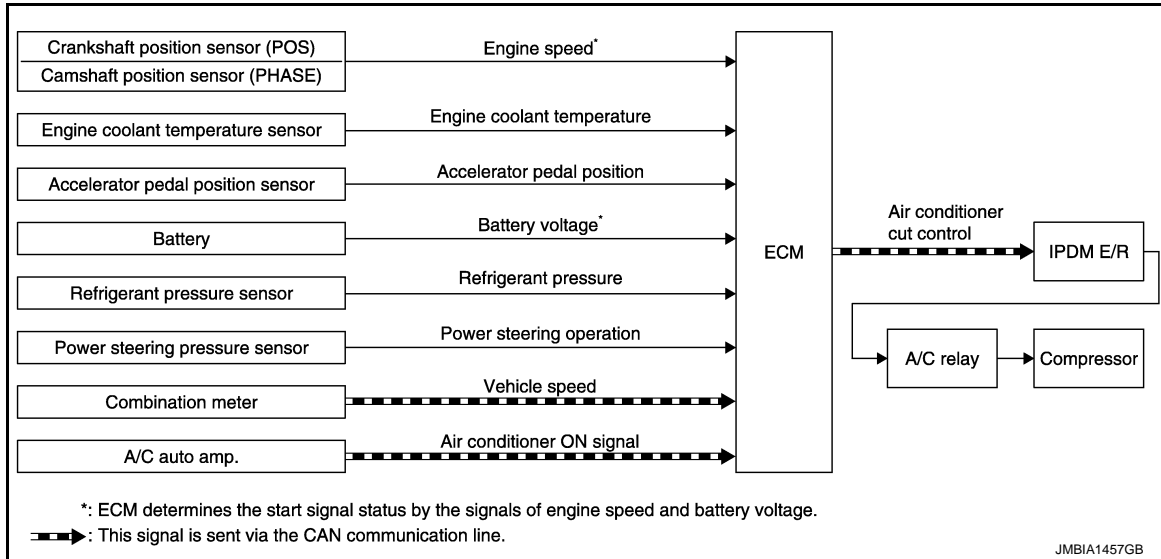 Crankshaft position sensor (POS)
Camshaft position sensor (PHASE)
Engine speed*
Engine coolant temperature sensor
Engine coolant temperature
Accelerator pedal position sensor
Accelerator pedal position
Battery
Battery voltage*
Refrigerant pressure sensor
Refrigerant pressure
Power steering pressure sensor
Power steering operation
Combination meter
Vehicle speed
A/C auto amp.
Air conditioner ON signal
ECM
Air conditioner
cut control
IPDM E/R
A/C relay
Compressor
*: ECM determines the start signal status by the signals of engine speed and battery voltage.
: This signal is sent via the CAN communication line.
JMBIA1457GB